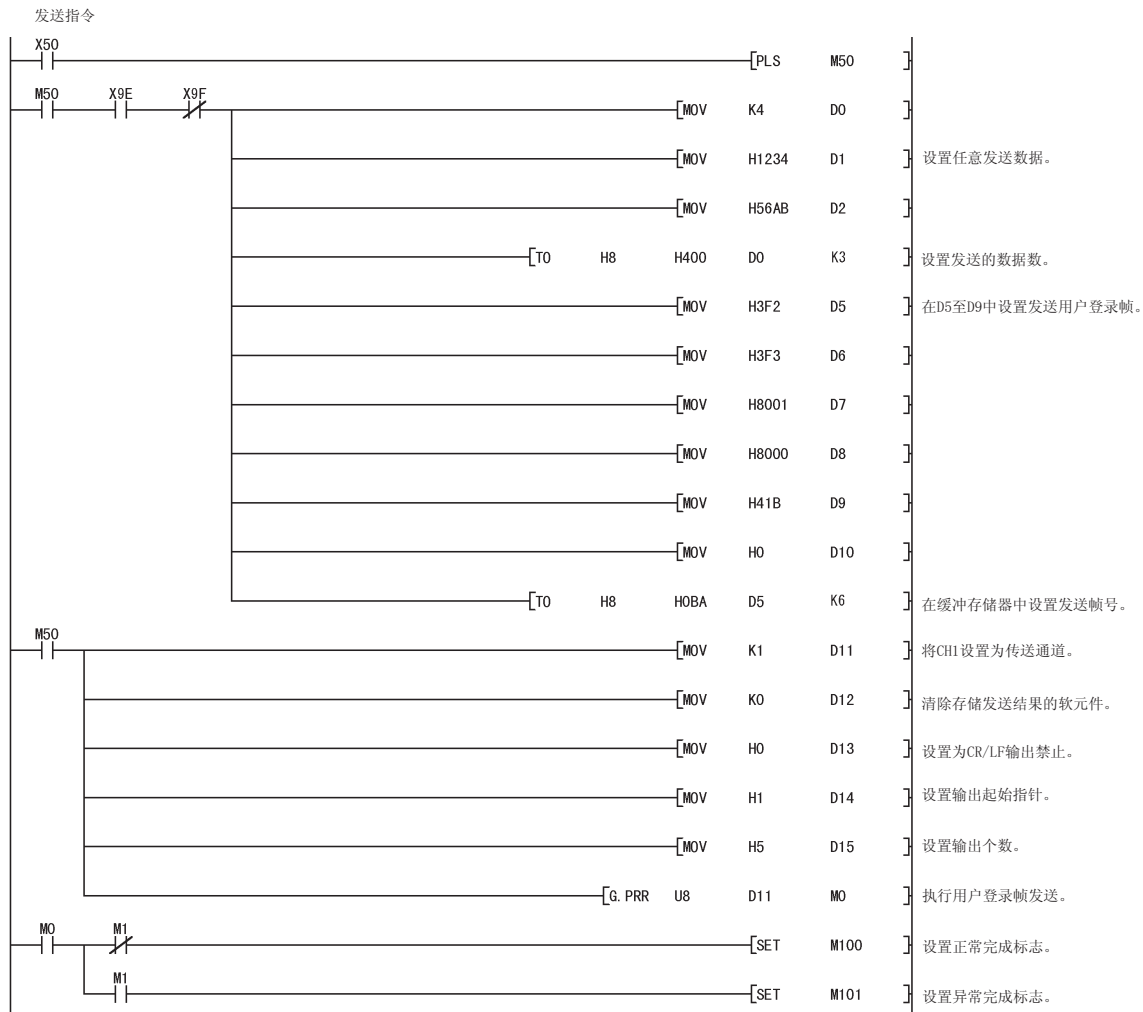 发送指令
X50
[PLS M50 ]
M50 X9E X9F
[MOV K4 D0 ]
[MOV H1234 D1 ] 设置任意发送数据。
[MOV H56AB D2 ]
[TO H8 H400 D0 K3 ] 设置发送的数据数。
[MOV H3F2 D5 ] 在D5至D9中设置发送用户登录帧。
[MOV H3F3 D6 ]
[MOV H8001 D7 ]
[MOV H8000 D8 ]
[MOV H41B D9 ]
[MOV H0 D10 ]
[TO H8 H0BA D5 K6 ] 在缓冲存储器中设置发送帧号。
M50
[MOV K1 D11 ] 将CH1设置为传送通道。
[MOV K0 D12 ] 清除存储发送结果的软元件。
[MOV H0 D13 ] 设置为CR/LF输出禁止。
[MOV H1 D14 ] 设置输出起始指针。
[MOV H5 D15 ] 设置输出个数。
[G.PRR U8 D11 M0 ] 执行用户登录帧发送。
M0 M1
[SET M100 ] 设置正常完成标志。
M1
[SET M101 ] 设置异常完成标志。